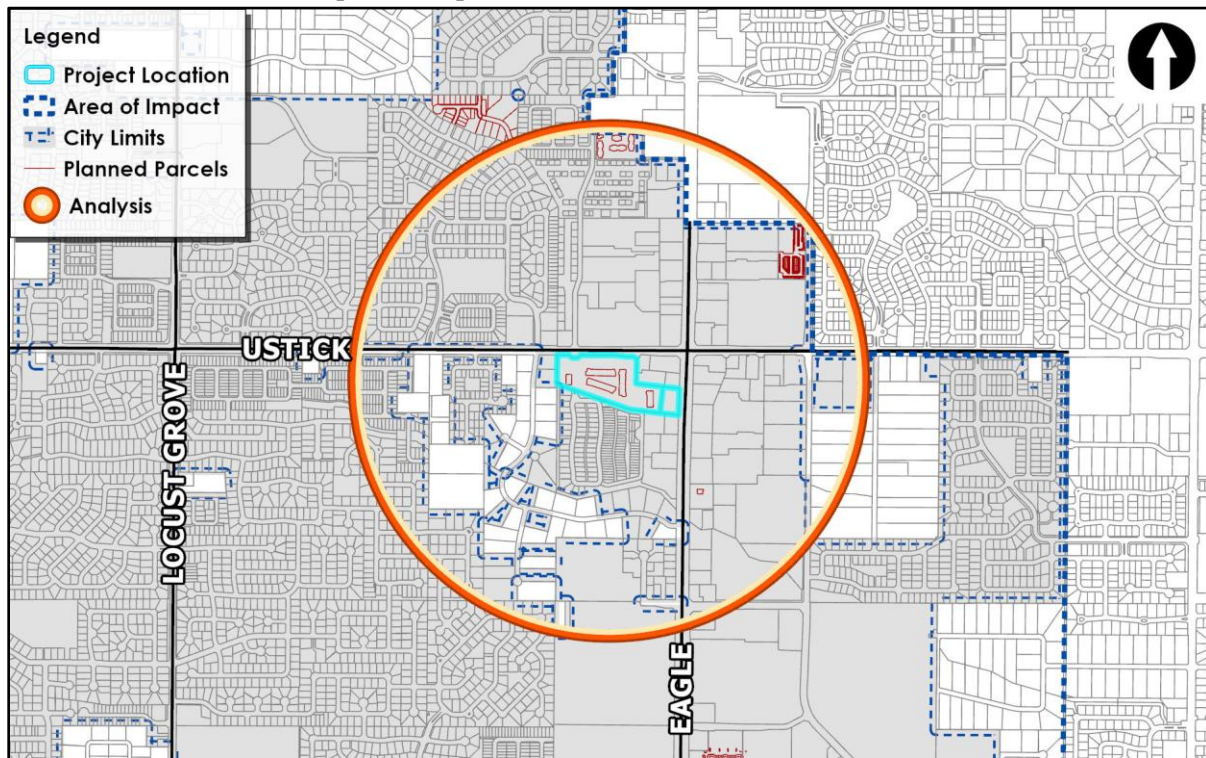 Legend
Project Location
Area of Impact
City Limits
Planned Parcels
Analysis
USTICK
LOCUST GROVE
EAGLE